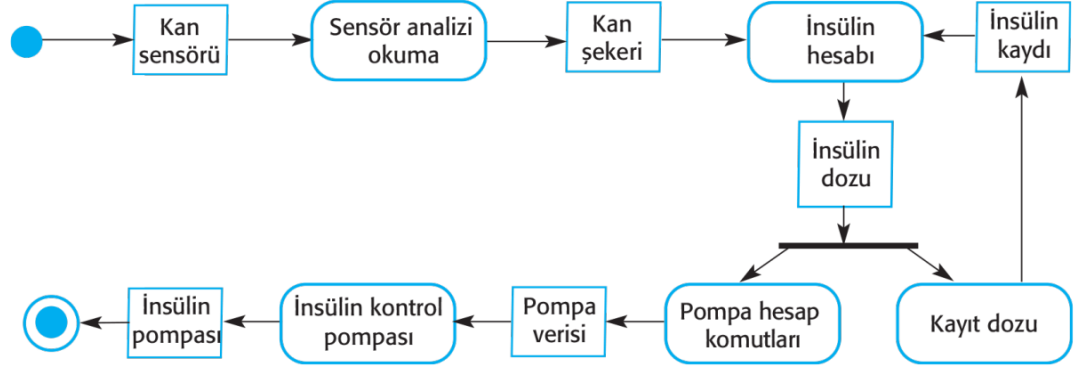 Kan
sensörü
Sensör analizi
okuma
Kan
şekeri
İnsülin
hesabı
İnsülin
kaydı
İnsülin
dozu
İnsülin
pompası
İnsülin kontrol
pompası
Pompa
verisi
Pompa hesap
komutları
Kayıt dozu